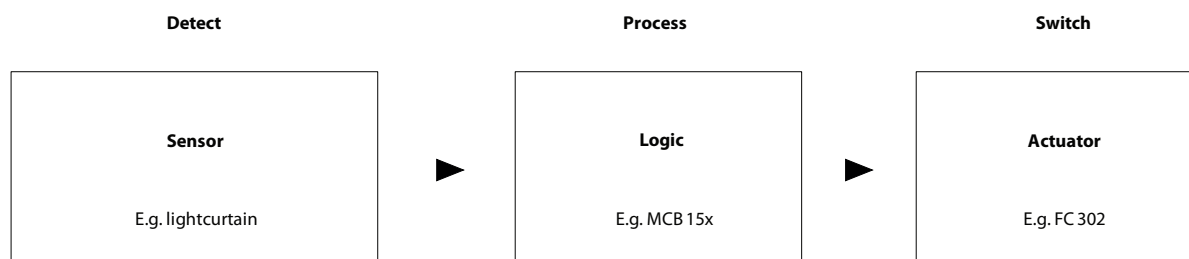 Detect
Process
Switch
Sensor
Logic
Actuator
E.g. lightcurtain
E.g. MCB 15x
E.g. FC 302